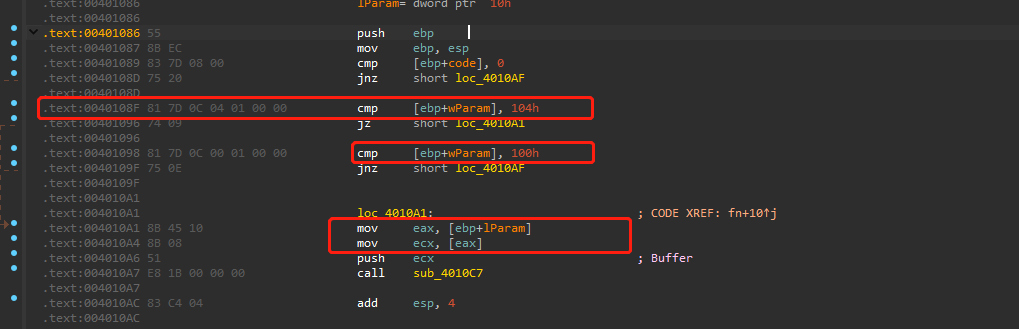 .text:00401086 lParam= dword ptr 10h
.text:00401086
.text:00401086 55 push ebp
.text:00401087 8B EC mov ebp, esp
.text:00401089 83 7D 08 00 cmp [ebp+code], 0
.text:0040108D 75 20 jnz short loc_4010AF
.text:0040108D
.text:0040108F 81 7D 0C 04 01 00 00 cmp [ebp+wParam], 104h
.text:00401096 74 09 jz short loc_4010A1
.text:00401096
.text:00401098 81 7D 0C 00 01 00 00 cmp [ebp+wParam], 100h
.text:0040109F 75 0E jnz short loc_4010AF
.text:0040109F
.text:004010A1
.text:004010A1 loc_4010A1: ; CODE XREF: fn+10↑j
.text:004010A1 8B 45 10 mov eax, [ebp+lParam]
.text:004010A4 8B 08 mov ecx, [eax]
.text:004010A6 51 push ecx ; Buffer
.text:004010A7 E8 1B 00 00 00 call sub_4010C7
.text:004010A7
.text:004010AC 83 C4 04 add esp, 4
.text:004010AC